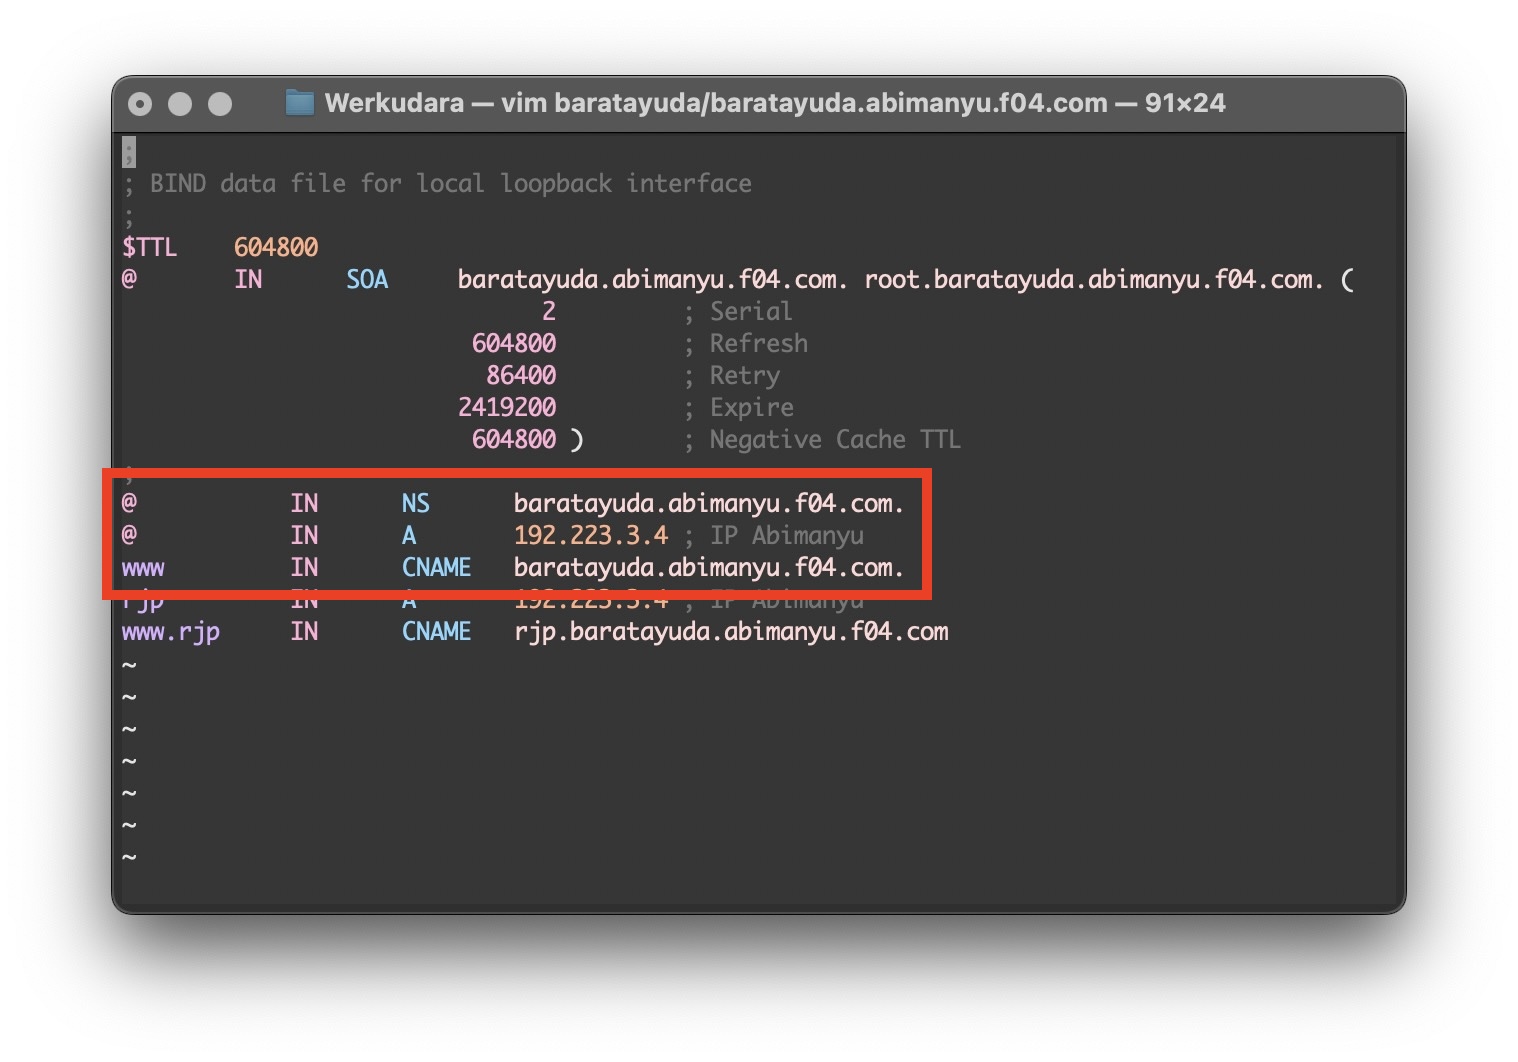 Werkudara — vim baratayuda/baratayuda.abimanyu.f04.com — 91×24
;
; BIND data file for local loopback interface
;
$TTL    604800
@       IN      SOA     baratayuda.abimanyu.f04.com. root.baratayuda.abimanyu.f04.com. (
                              2         ; Serial
                         604800         ; Refresh
                          86400         ; Retry
                        2419200         ; Expire
                         604800 )       ; Negative Cache TTL
;
@           IN      NS      baratayuda.abimanyu.f04.com.
@           IN      A       192.223.3.4 ; IP Abimanyu
www         IN      CNAME   baratayuda.abimanyu.f04.com.
rjp         IN      A       192.223.3.4 ; IP Abimanyu
www.rjp     IN      CNAME   rjp.baratayuda.abimanyu.f04.com
~
~
~
~
~
~
~